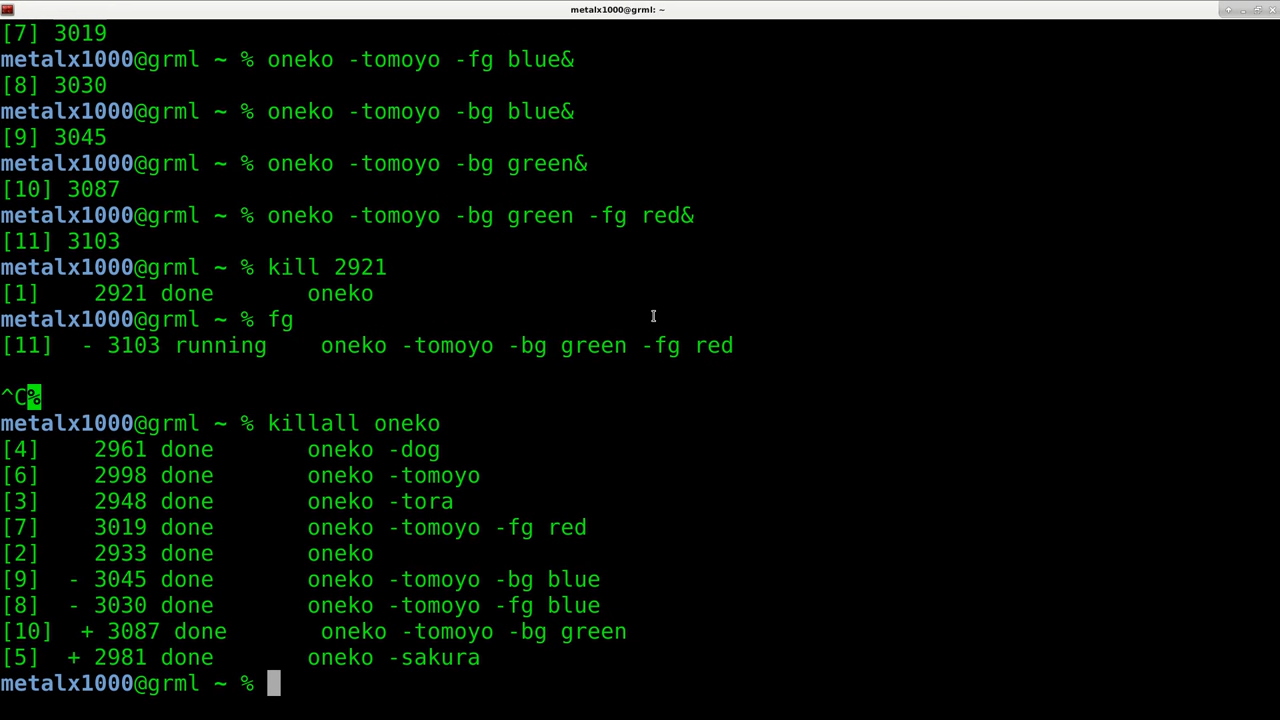 metalx1000@grml: ~
[7] 3019
metalx1000@grml ~ % oneko -tomoyo -fg blue&
[8] 3030
metalx1000@grml ~ % oneko -tomoyo -bg blue&
[9] 3045
metalx1000@grml ~ % oneko -tomoyo -bg green&
[10] 3087
metalx1000@grml ~ % oneko -tomoyo -bg green -fg red&
[11] 3103
metalx1000@grml ~ % kill 2921
[1]    2921 done       oneko
metalx1000@grml ~ % fg
[11]  - 3103 running    oneko -tomoyo -bg green -fg red
^C%
metalx1000@grml ~ % killall oneko
[4]    2961 done       oneko -dog
[6]    2998 done       oneko -tomoyo
[3]    2948 done       oneko -tora
[7]    3019 done       oneko -tomoyo -fg red
[2]    2933 done       oneko
[9]  - 3045 done       oneko -tomoyo -bg blue
[8]  - 3030 done       oneko -tomoyo -fg blue
[10]  + 3087 done       oneko -tomoyo -bg green
[5]  + 2981 done       oneko -sakura
metalx1000@grml ~ %